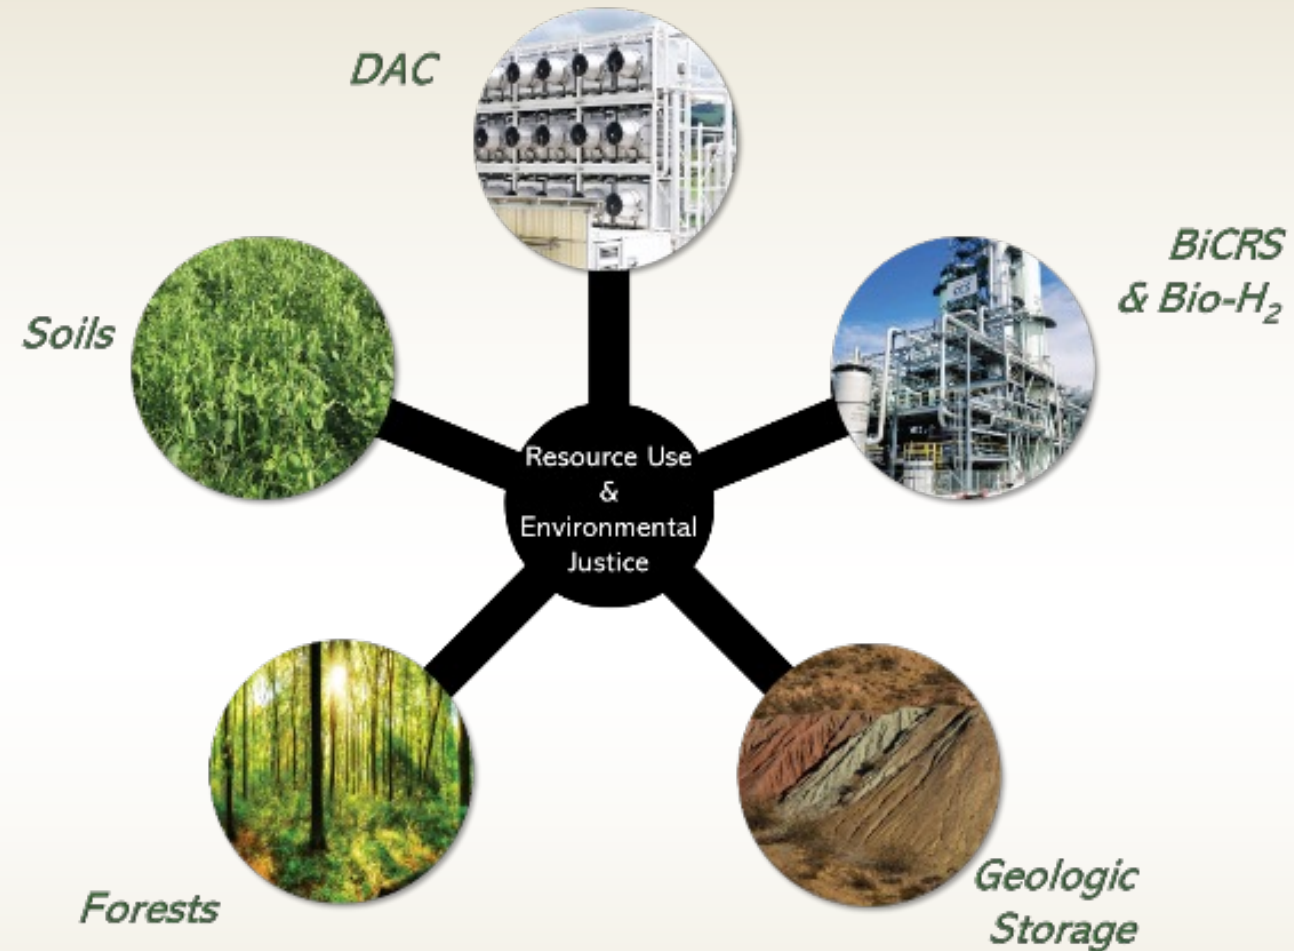 DAC
BiCRS
& Bio-H₂
Soils
Resource Use
&
Environmental
Justice
Geologic
Storage
Forests